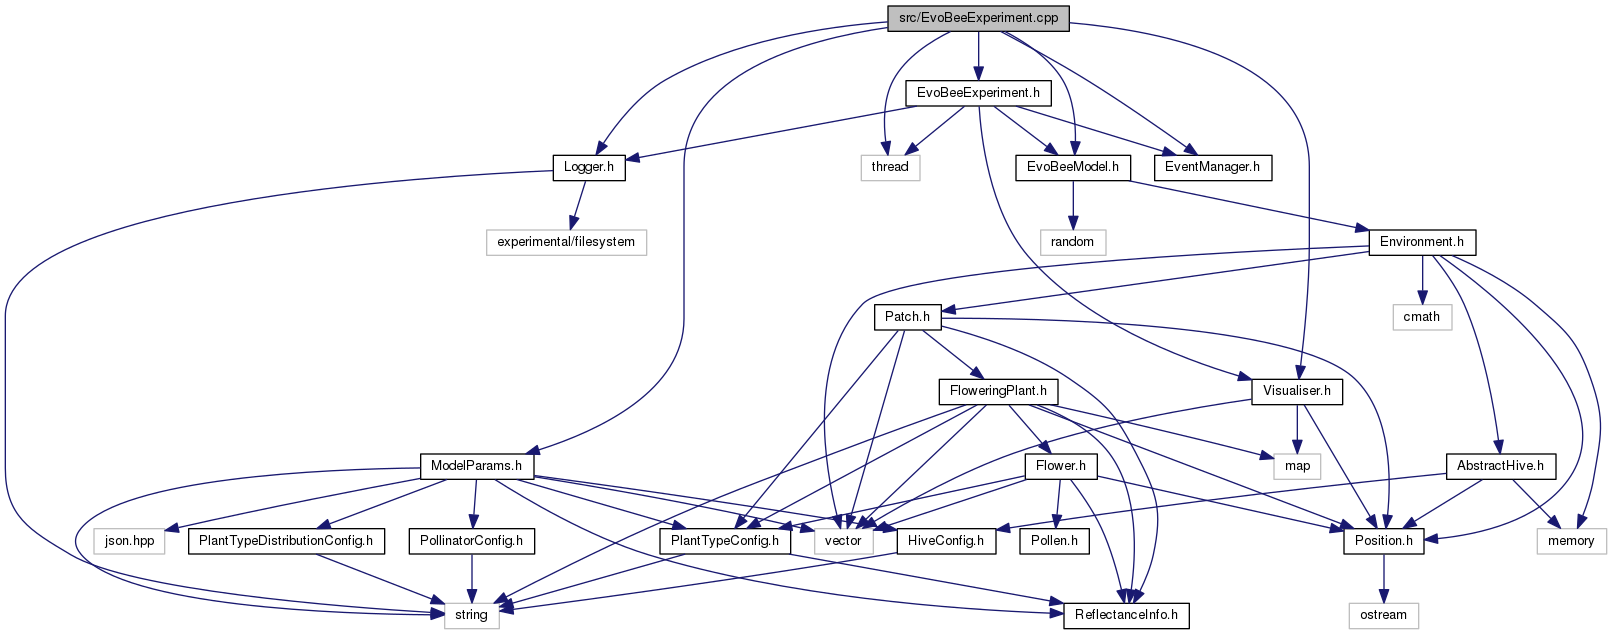 src/EvoBeeExperiment.cpp
EvoBeeExperiment.h
Logger.h
thread
EvoBeeModel.h
EventManager.h
experimental/filesystem
random
Environment.h
Patch.h
cmath
FloweringPlant.h
Visualiser.h
ModelParams.h
Flower.h
map
AbstractHive.h
json.hpp
PlantTypeDistributionConfig.h
PollinatorConfig.h
PlantTypeConfig.h
vector
HiveConfig.h
Pollen.h
Position.h
memory
string
ReflectanceInfo.h
ostream